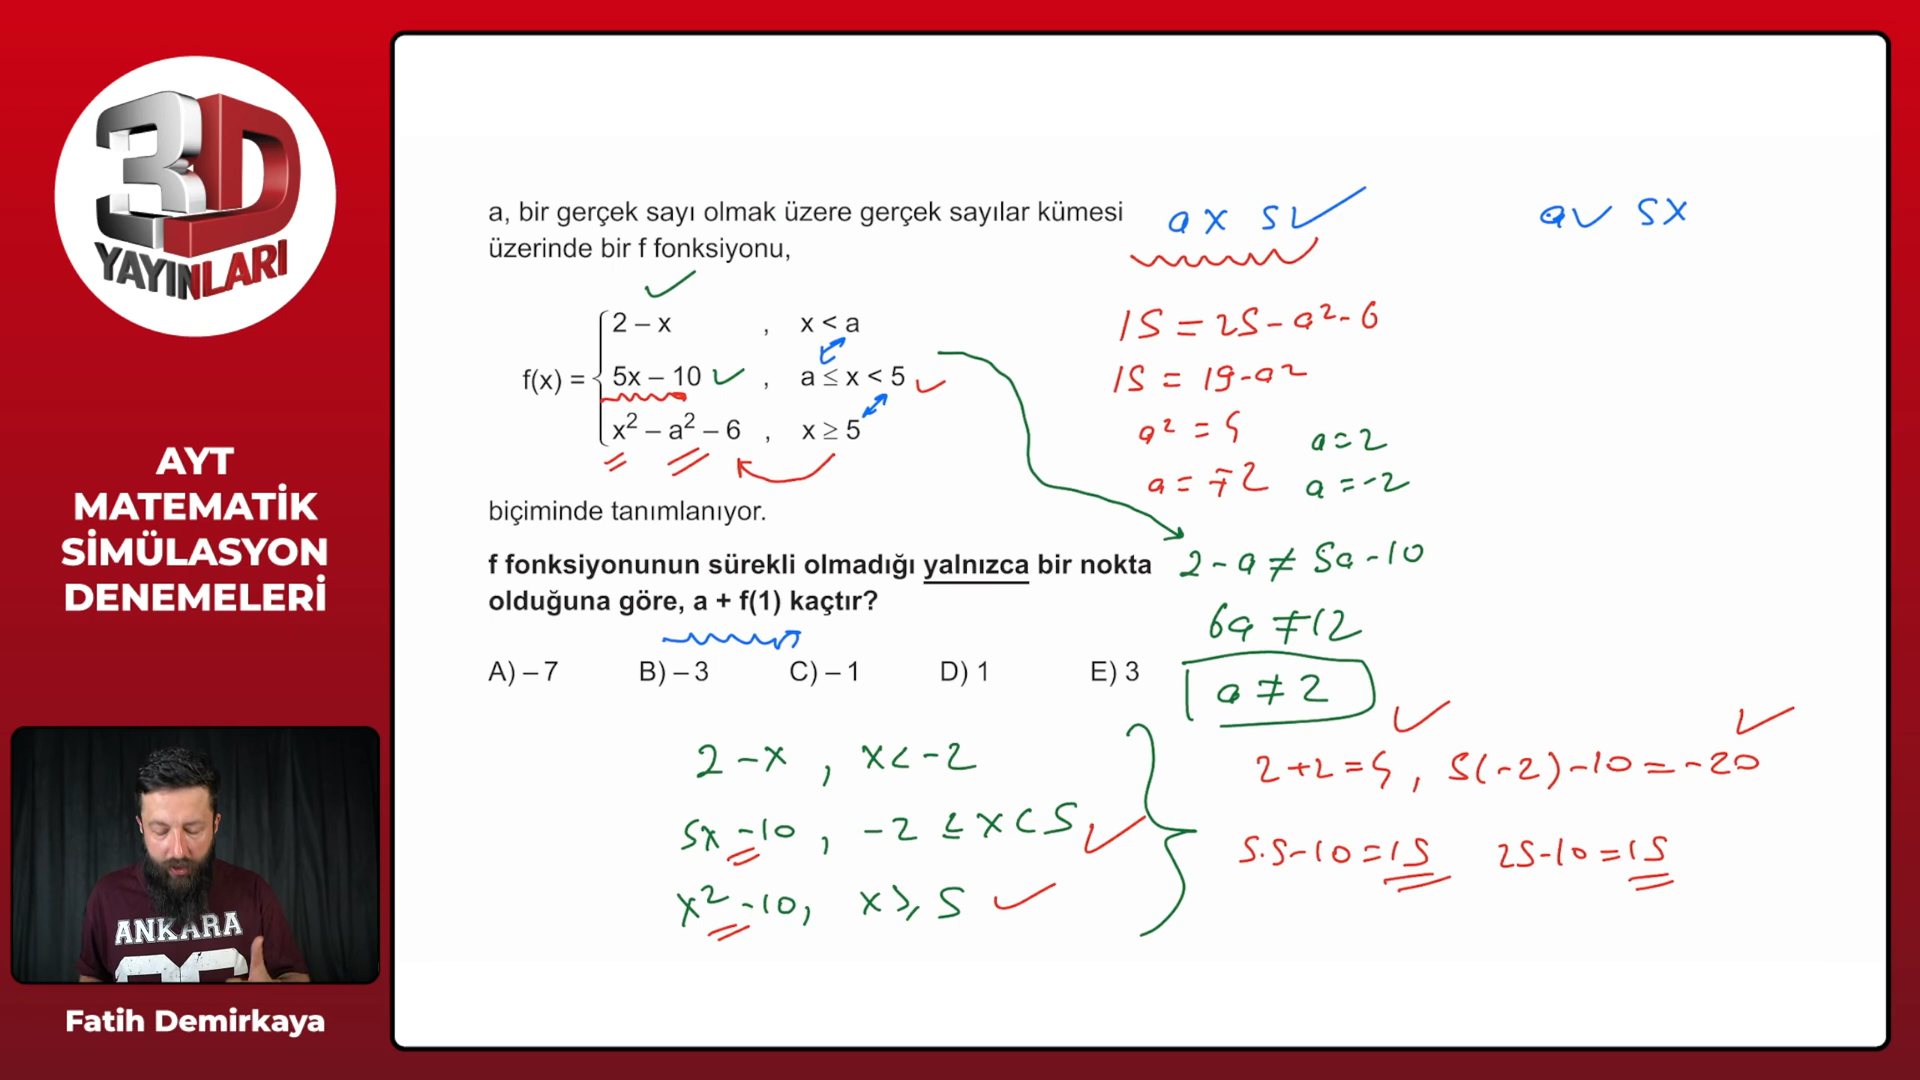 3D
YAYINLARI
AYT
MATEMATİK
SİMÜLASYON
DENEMELERİ
ANKARA
Fatih Demirkaya
a, bir gerçek sayı olmak üzere gerçek sayılar kümesi
üzerinde bir f fonksiyonu,
2 – x , x < a
f(x) = { 5x – 10 , a ≤ x < 5
x² – a² – 6 , x ≥ 5
biçiminde tanımlanıyor.
f fonksiyonunun sürekli olmadığı yalnızca bir nokta
olduğuna göre, a + f(1) kaçtır?
A) – 7 B) – 3 C) – 1 D) 1 E) 3
a x 5 ✓
a ✓ 5 x
15 = 25 - a² - 6
15 = 19 - a²
a² = 4 a = 2
a = ∓2 a = -2
2 - a ≠ 5a - 10
6a ≠ 12
a ≠ 2
2 - x , x < -2
5x - 10 , -2 ≤ x < 5
x² - 10, x ≥ 5
2+2=4 , 5(-2)-10=-20
5.5-10=15 25-10=15